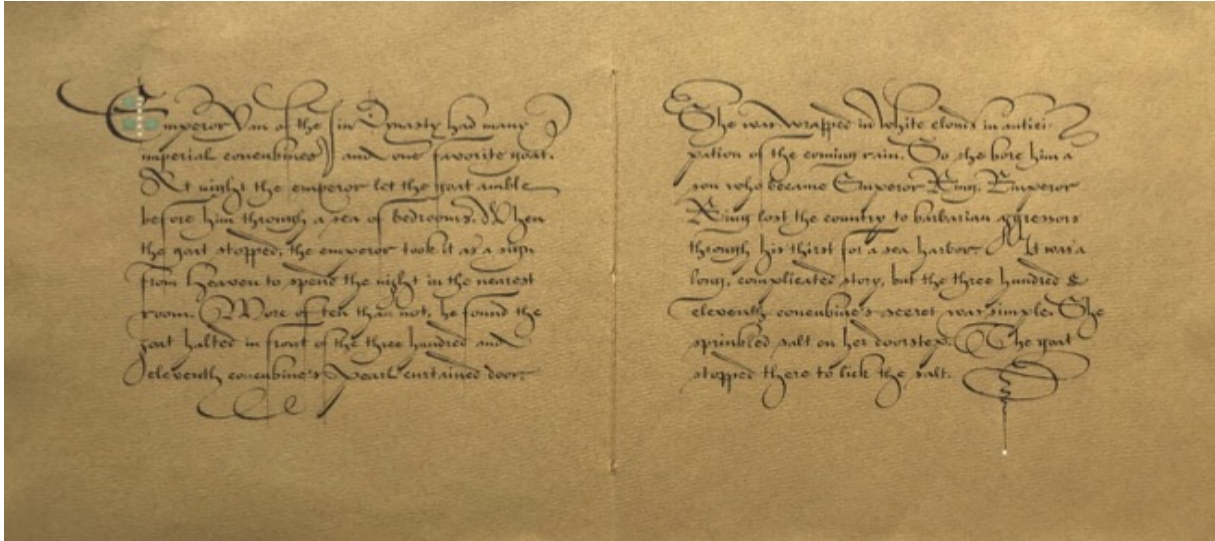 Emperor Van of the Jin Dynasty had many
imperial concubines and one favorite goat.
At night the emperor let the goat amble
before him through a sea of bedrooms. When
the goat stopped, the emperor took it as a sign
from Heaven to spend the night in the nearest
room. More often than not, he found the
goat halted in front of the three hundred and
eleventh concubine's pearl curtained door.
She was wrapped in white clouds in antici-
pation of the coming rain. So she bore him a
son who became Emperor Ring. Emperor
Ring lost the country to barbarian aggressors
through his thirst for a sea harbor. It was a
long, complicated story, but the three hundred &
eleventh concubine's secret was simple. She
sprinkled salt on her doorstep. The goat
stopped there to lick the salt.